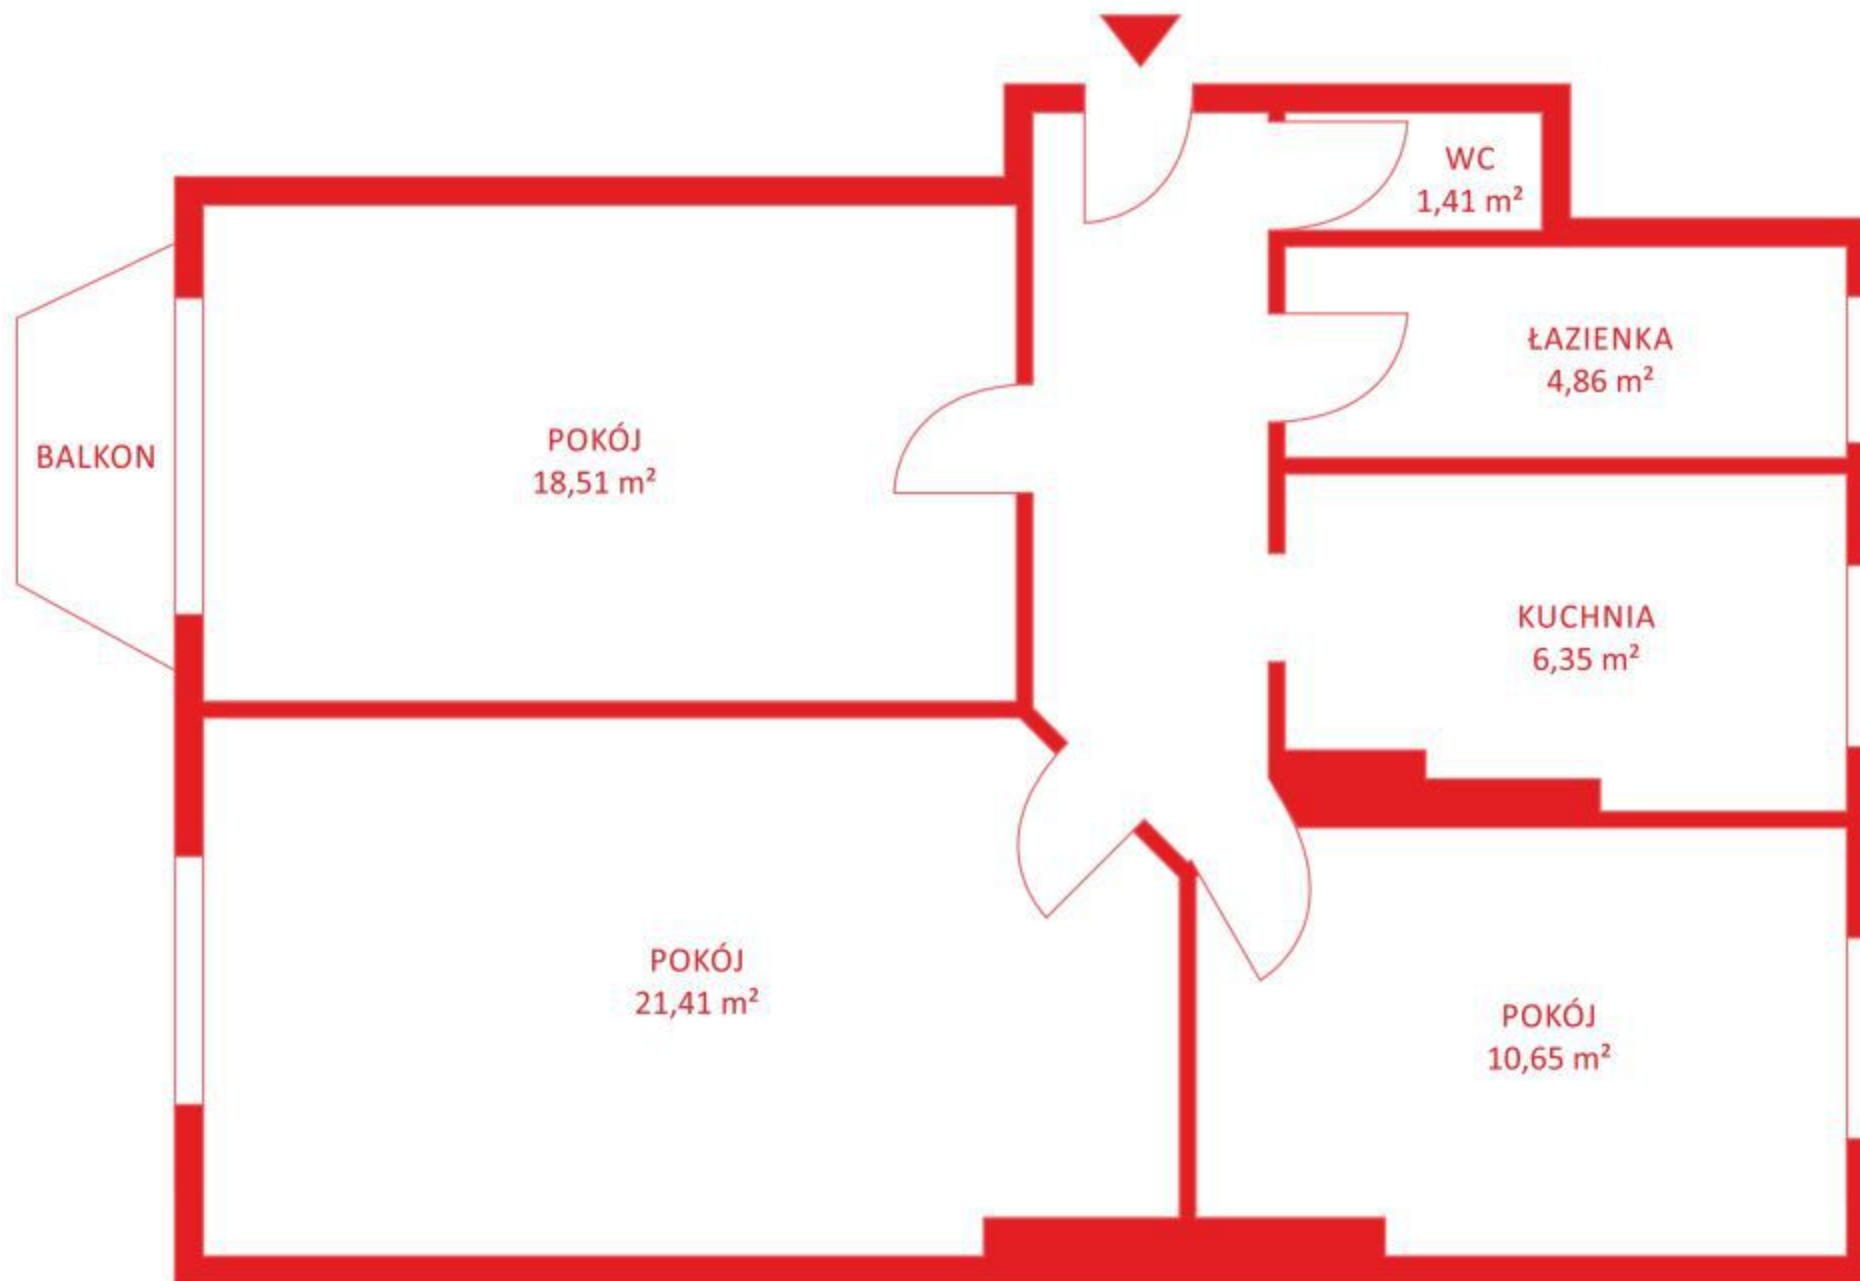 WC
1,41 m²
ŁAZIENKA
4,86 m²
POKÓJ
18,51 m²
BALKON
KUCHNIA
6,35 m²
POKÓJ
21,41 m²
POKÓJ
10,65 m²